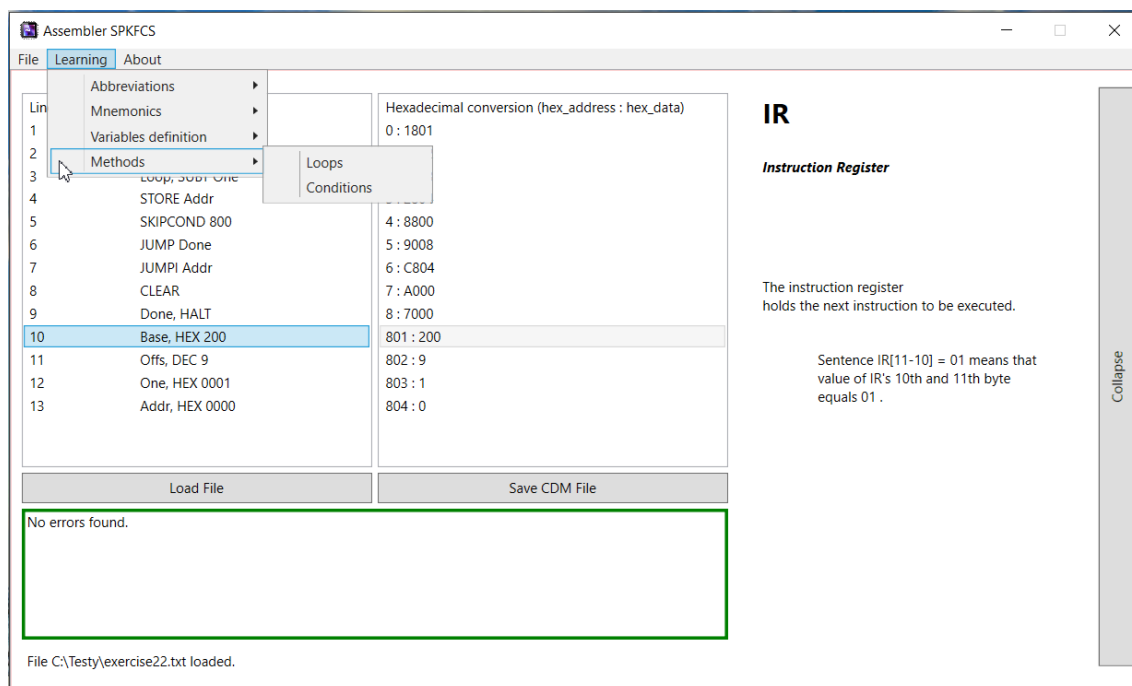 Assembler SPKFCS
File Learning About
Abbreviations
Mnemonics
Variables definition
Methods
Loops
Conditions
Hexadecimal conversion (hex_address : hex_data)
1 0 : 1801
2
3 Loop, SUBT One
4 STORE Addr
5 SKIPCOND 800 4 : 8800
6 JUMP Done 5 : 9008
7 JUMPI Addr 6 : C804
8 CLEAR 7 : A000
9 Done, HALT 8 : 7000
10 Base, HEX 200 801 : 200
11 Offs, DEC 9 802 : 9
12 One, HEX 0001 803 : 1
13 Addr, HEX 0000 804 : 0
Load File Save CDM File
No errors found.
File C:\Testy\exercise22.txt loaded.
IR
Instruction Register
The instruction register
holds the next instruction to be executed.
Sentence IR[11-10] = 01 means that
value of IR's 10th and 11th byte
equals 01 .
Collapse